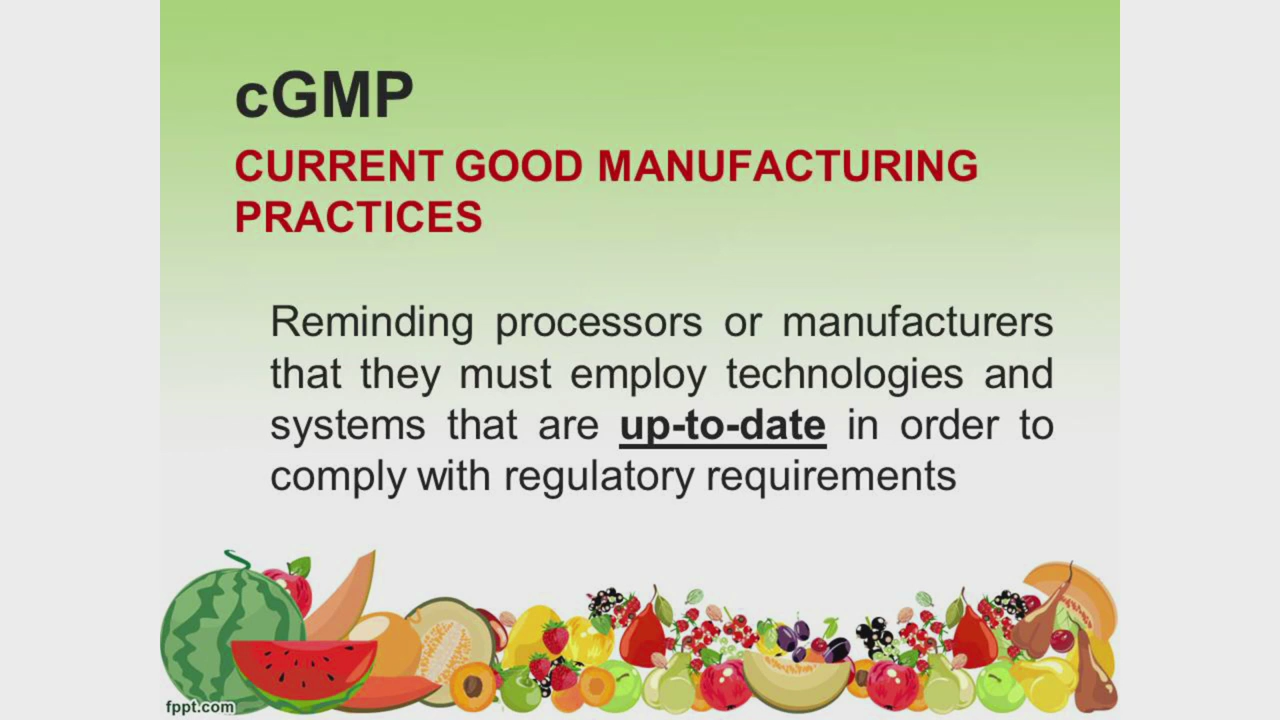 cGMP
CURRENT GOOD MANUFACTURING
PRACTICES
Reminding processors or manufacturers
that they must employ technologies and
systems that are up-to-date in order to
comply with regulatory requirements
fppt.com